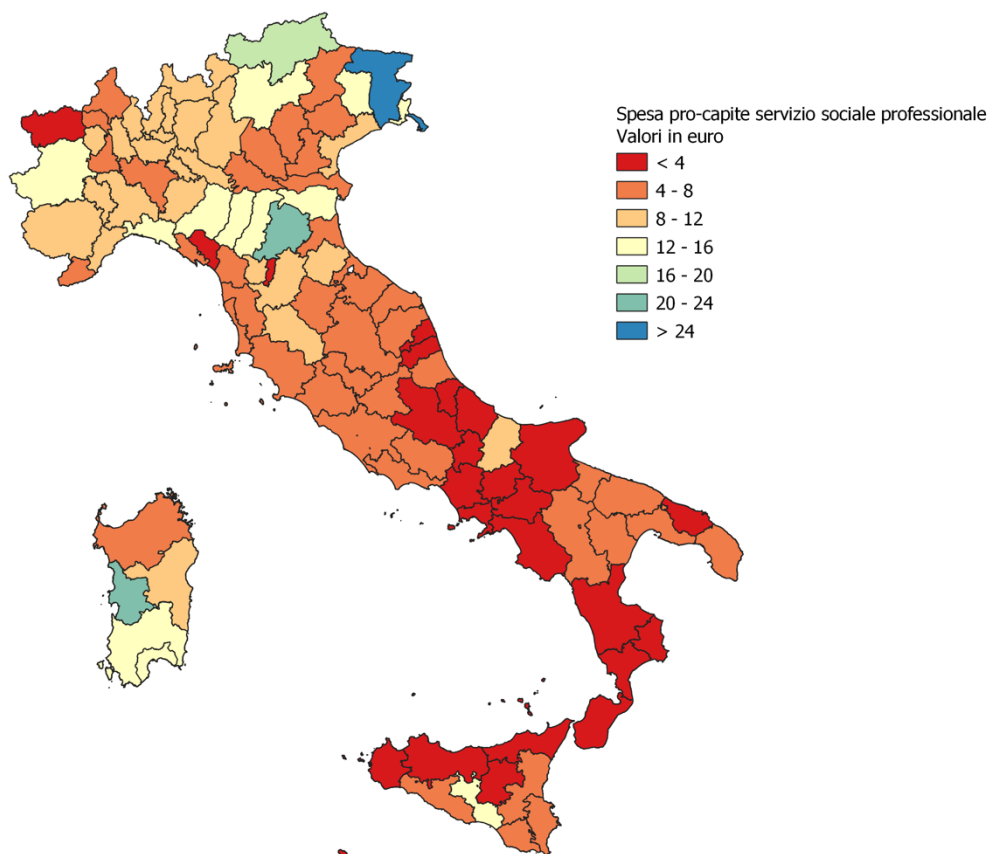 Spesa pro-capite servizio sociale professionale
Valori in euro
< 4
4 - 8
8 - 12
12 - 16
16 - 20
20 - 24
> 24